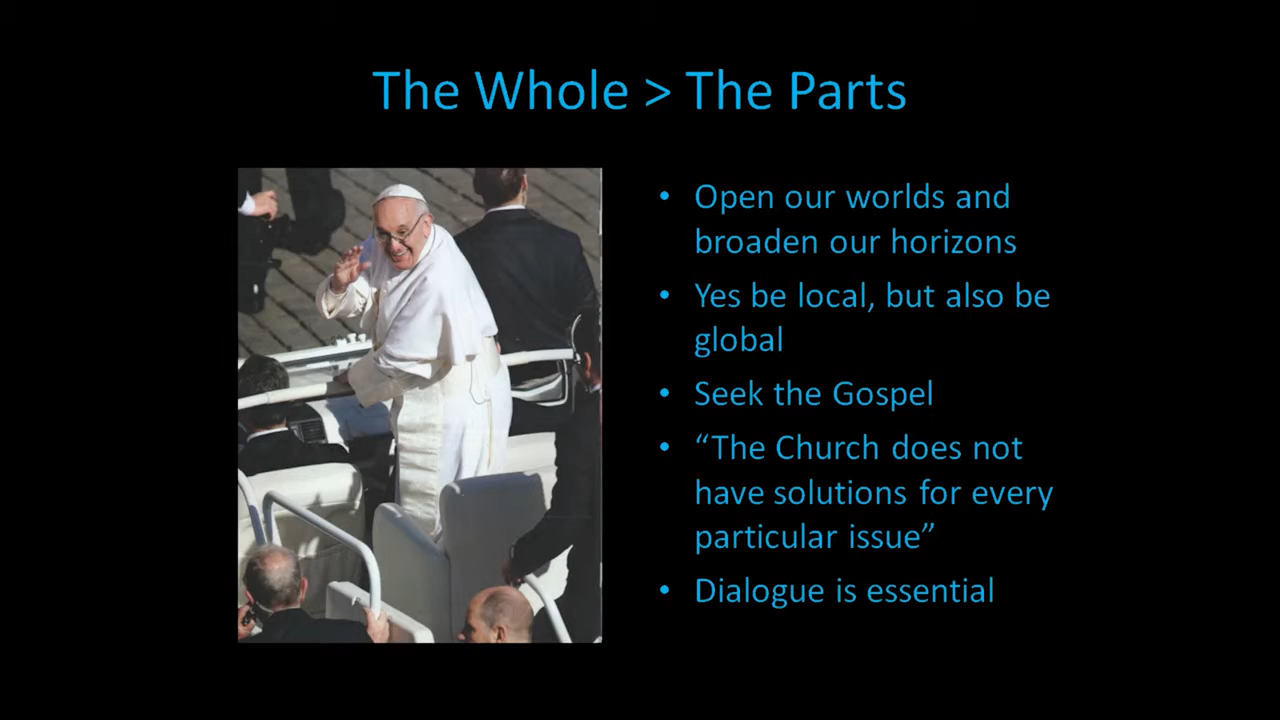 The Whole > The Parts
• Open our worlds and
broaden our horizons
• Yes be local, but also be
global
• Seek the Gospel
• “The Church does not
have solutions for every
particular issue”
• Dialogue is essential